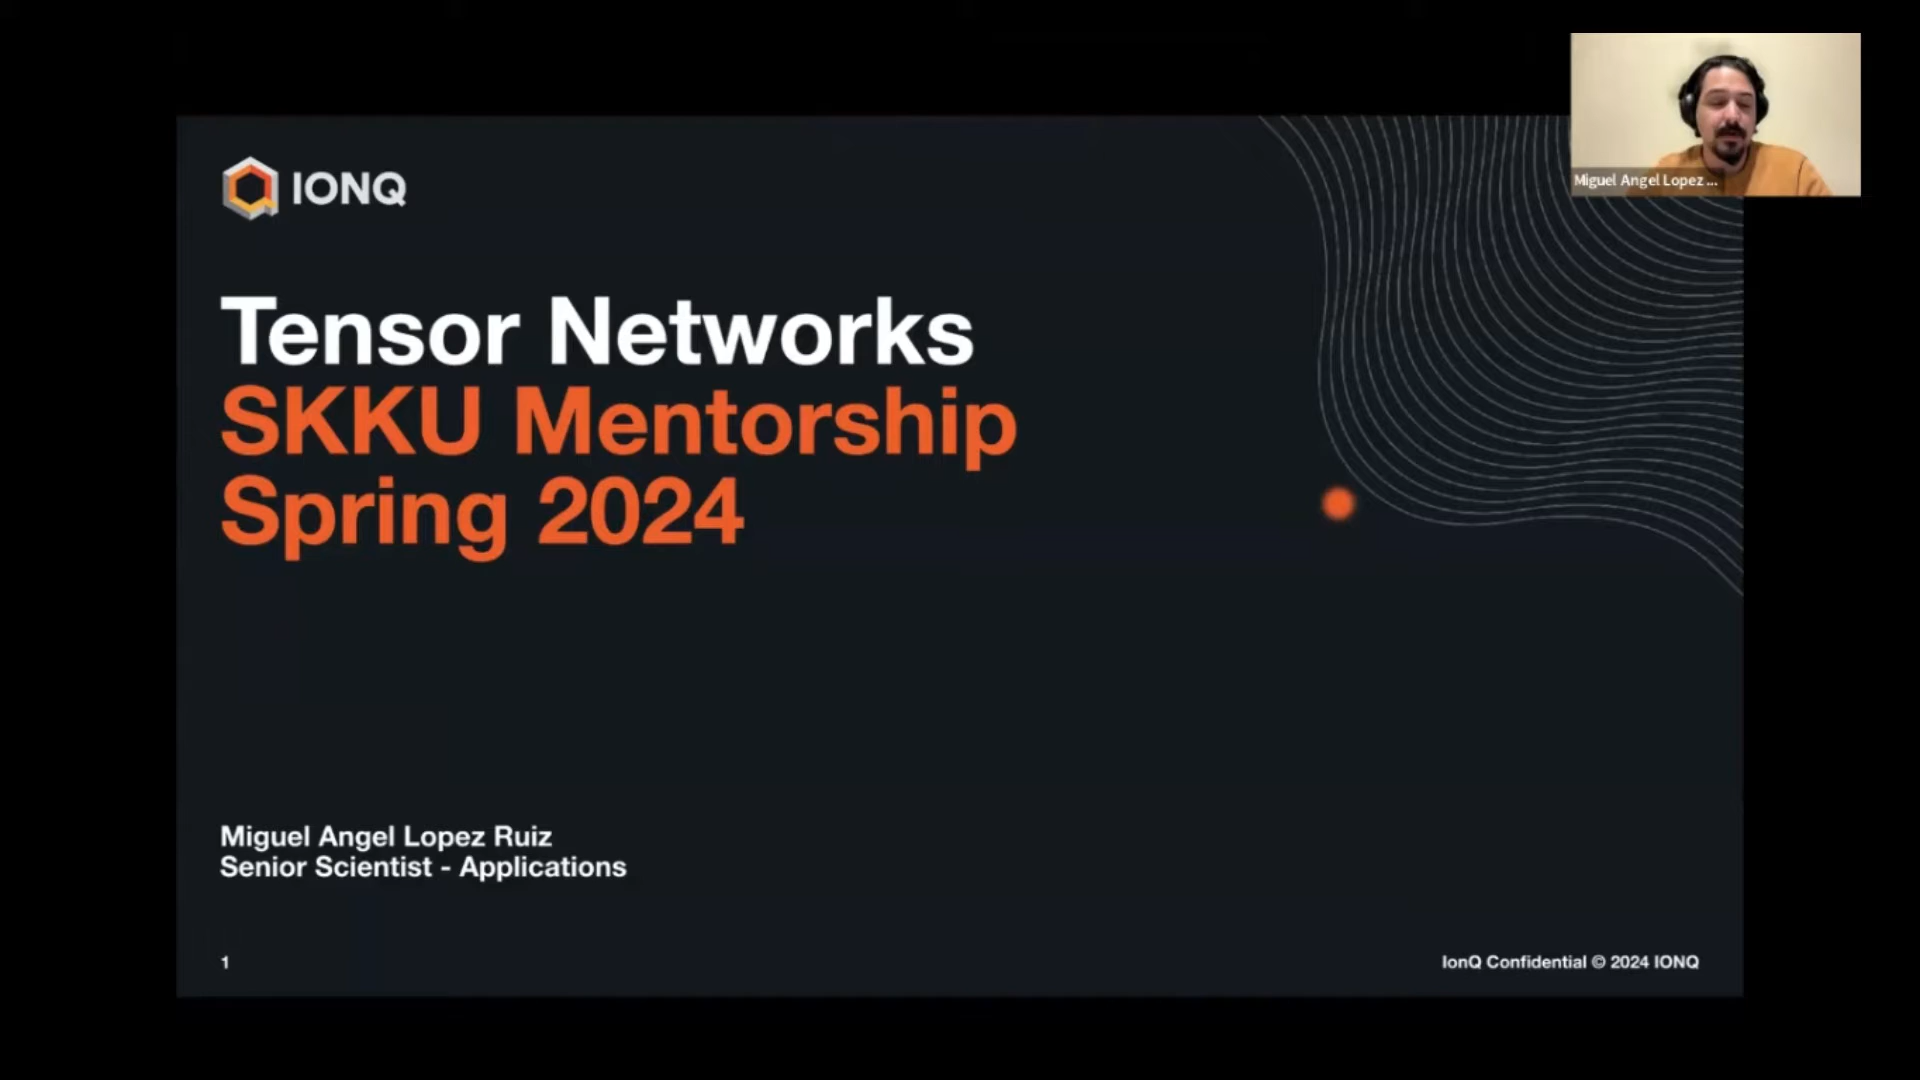 Miguel Angel Lopez ...
IONQ
Tensor Networks
SKKU Mentorship
Spring 2024
Miguel Angel Lopez Ruiz
Senior Scientist - Applications
1
IonQ Confidential © 2024 IONQ